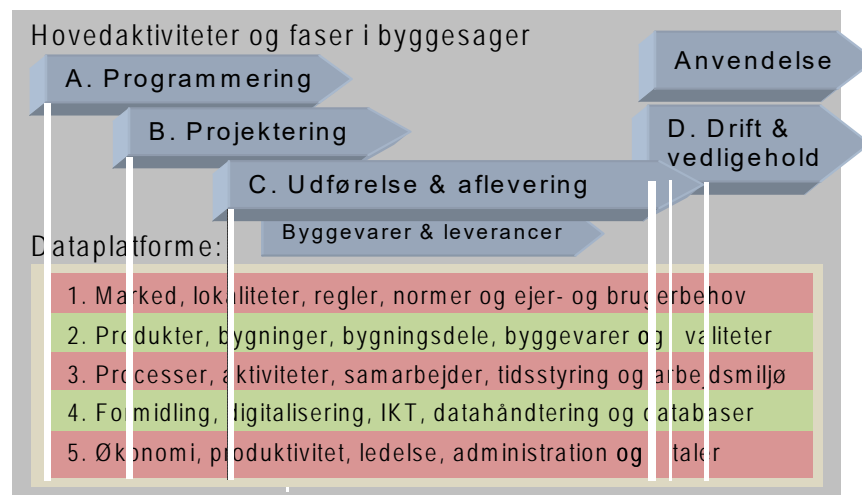 Hovedaktiviteter og faser i byggesager
A. Programmering
Anvendelse
B. Projektering
D. Drift &
vedligehold
C. Udførelse & aflevering
Byggevarer & leverancer
Dataplatforme:
1. Marked, lokaliteter, regler, normer og ejer- og brugerbehov
2. Produkter, bygninger, bygningsdele, byggevarer og valiteter
3. Processer, aktiviteter, samarbejder, tidsstyring og arbejdsmiljø
4. Formidling, digitalisering, IKT, datahåndtering og databaser
5. Økonomi, produktivitet, ledelse, administration og taler